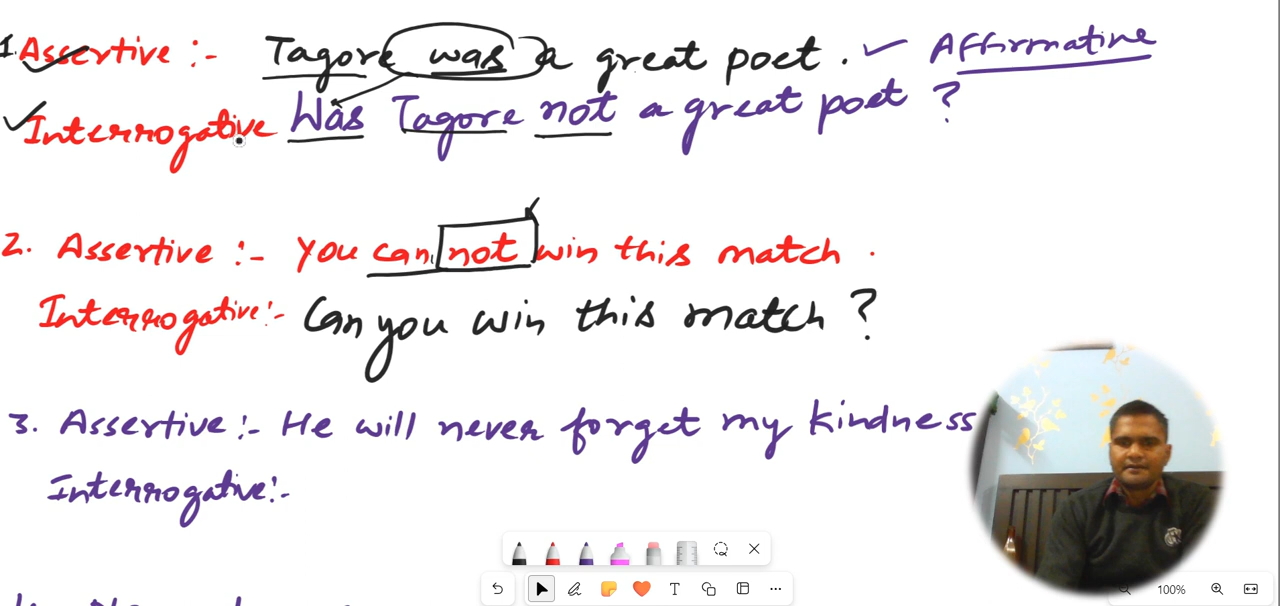 1. Assertive :- Tagore was a great poet. Affirmative
Interrogative Was Tagore not a great poet ?
2. Assertive :- You can not win this match .
Interrogative:- Can you win this match ?
3. Assertive :- He will never forget my kindness
Interrogative:-
100%